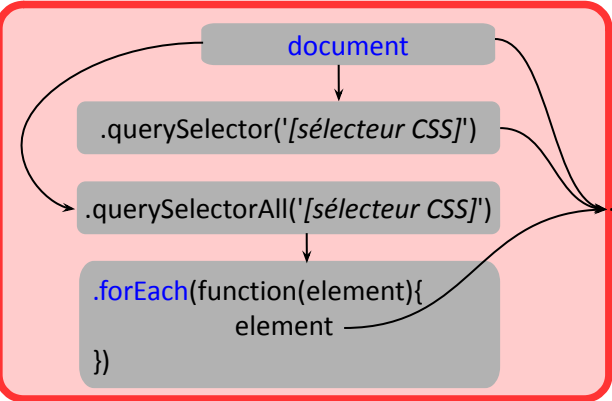 document
.querySelector('[sélecteur CSS]')
.querySelectorAll('[sélecteur CSS]')
.forEach(function(element){
element
})